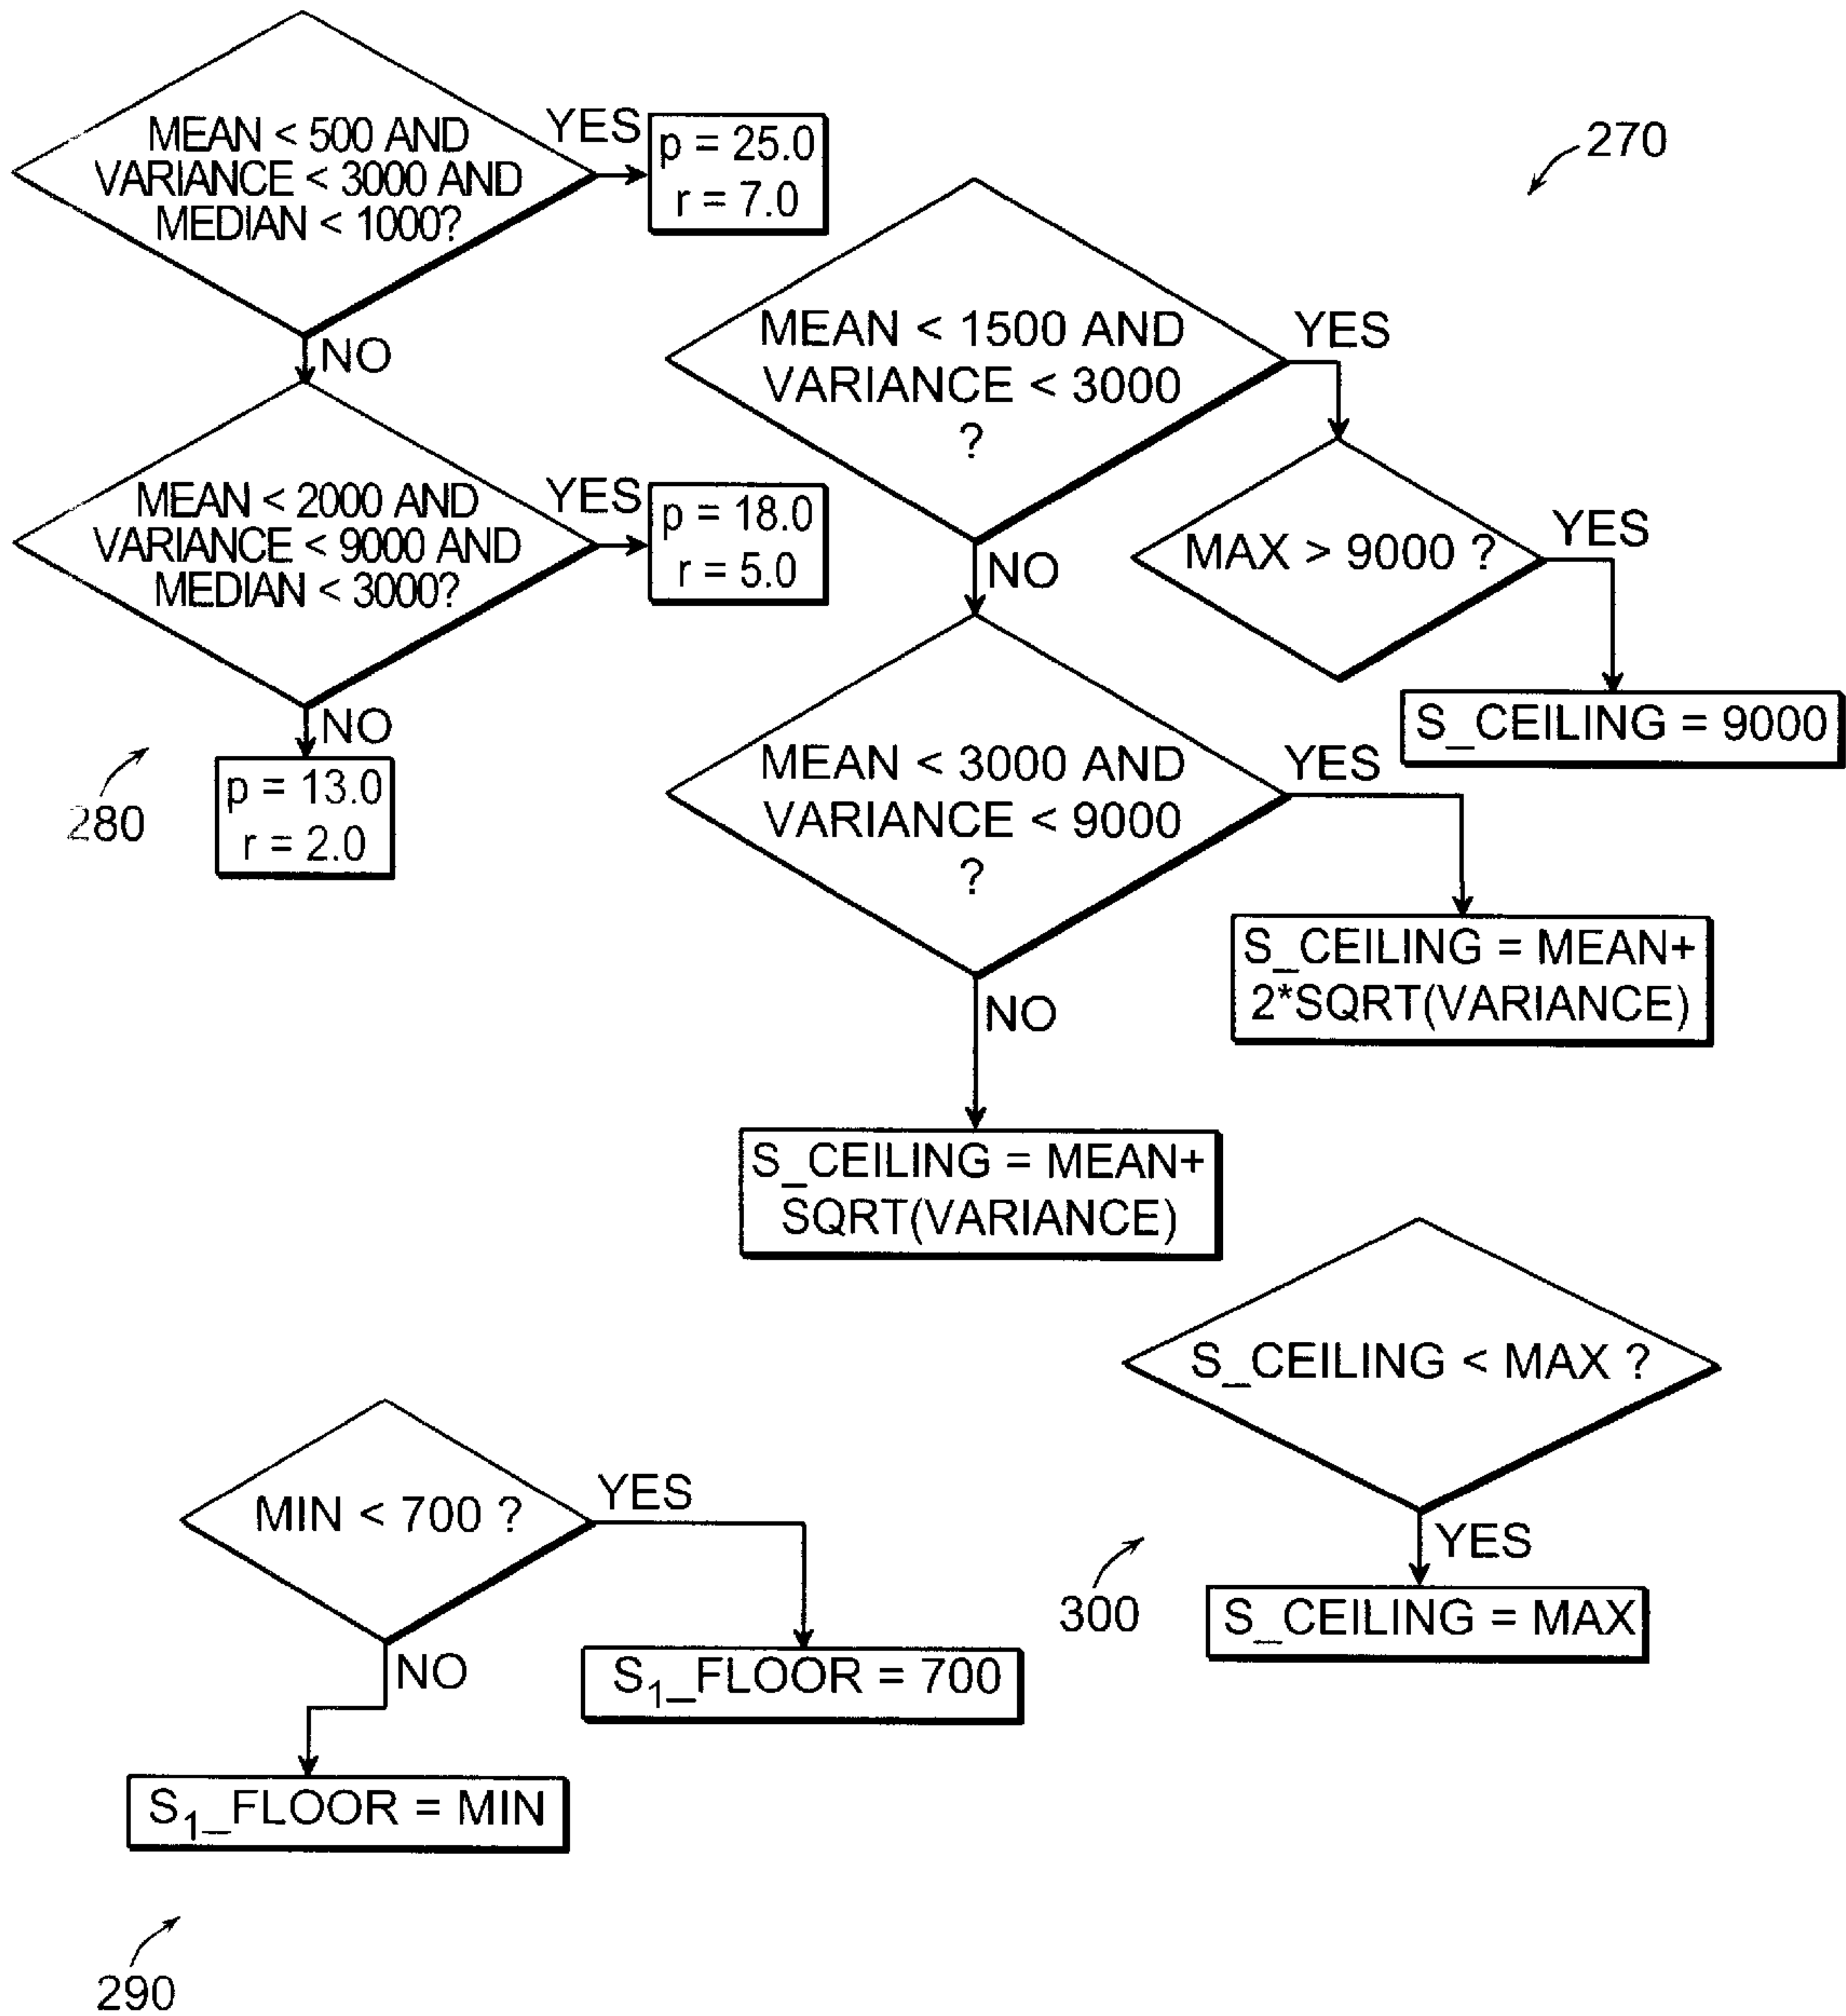 MEAN < 500 AND
VARIANCE < 3000 AND
MEDIAN < 1000?
YES
p = 25.0
r = 7.0
NO
MEAN < 2000 AND
VARIANCE < 9000 AND
MEDIAN < 3000?
YES
p = 18.0
r = 5.0
NO
p = 13.0
r = 2.0
280
270
MEAN < 1500 AND
VARIANCE < 3000
?
YES
MAX > 9000 ?
YES
S_CEILING = 9000
NO
MEAN < 3000 AND
VARIANCE < 9000
?
YES
S_CEILING = MEAN+
2*SQRT(VARIANCE)
NO
S_CEILING = MEAN+
SQRT(VARIANCE)
S_CEILING < MAX ?
YES
S_CEILING = MAX
300
MIN < 700 ?
YES
S₁_FLOOR = 700
NO
S₁_FLOOR = MIN
290